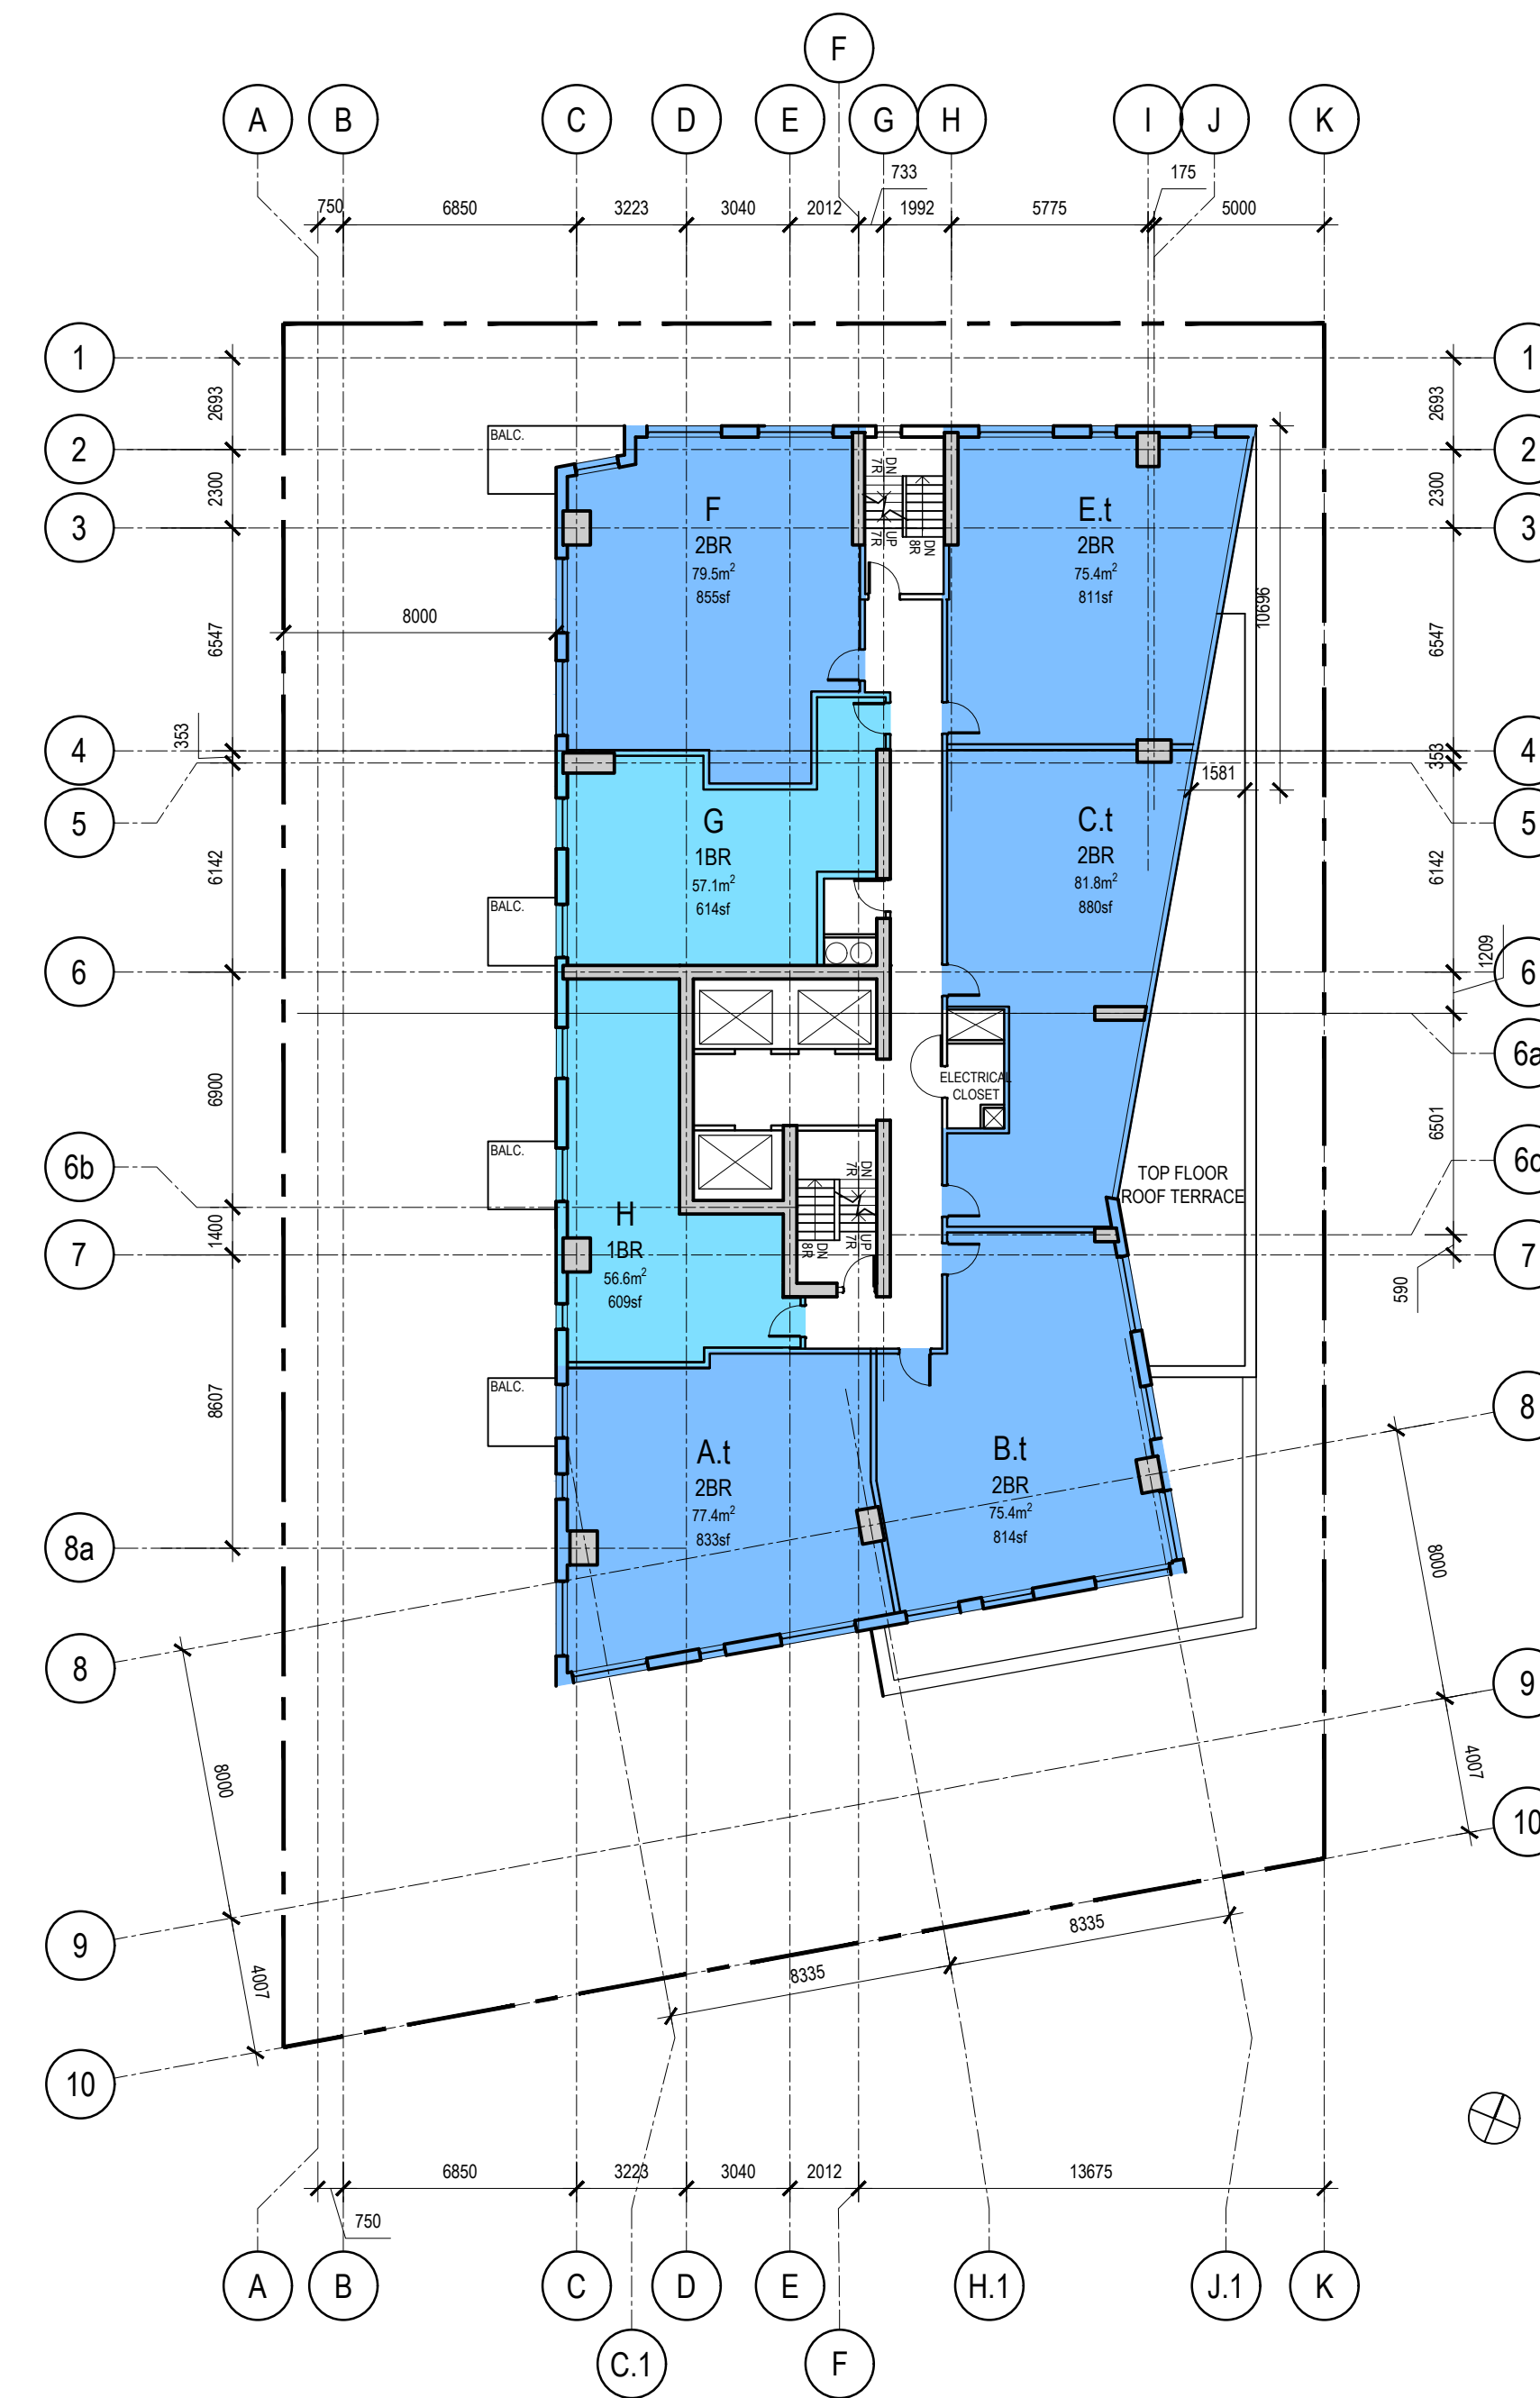 F
A B C D E G H I J K
733 175
750 6850 3223 3040 2012 1992 5775 5000
1 1
2693 2693
2 BALC. 2
DN 7R
2300 2300
3 F E.t 3
2BR 2BR
79.5m² UP 7R DN 8R 75.4m²
855sf 811sf
8000 10696
6547 6547
353
4 353 4
1581
5 G C.t 5
1BR 2BR
6142 57.1m² 81.8m² 6142
BALC. 614sf 880sf
1209
6 6
6a
6900 ELECTRICAL
CLOSET
6501
BALC.
6b DN 7R TOP FLOOR 6c
ROOF TERRACE
H
1400 UP 7R DN 8R
7 1BR 7
56.6m² 590
609sf
BALC.
8607 8
A.t B.t
2BR 2BR
77.4m² 75.4m²
833sf 814sf
8a 8000
8
9
8000 4007
10
9 8335
4007 8335
10
6850 3223 3040 2012 13675
750
A B C D E H.1 J.1 K
C.1 F